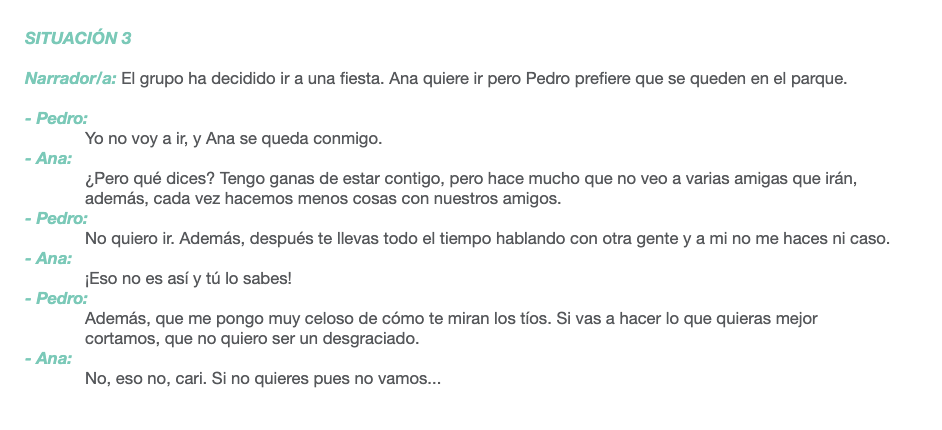 SITUACIÓN 3
Narrador/a: El grupo ha decidido ir a una fiesta. Ana quiere ir pero Pedro prefiere que se queden en el parque.
- Pedro:
Yo no voy a ir, y Ana se queda conmigo.
- Ana:
¿Pero qué dices? Tengo ganas de estar contigo, pero hace mucho que no veo a varias amigas que irán,
además, cada vez hacemos menos cosas con nuestros amigos.
- Pedro:
No quiero ir. Además, después te llevas todo el tiempo hablando con otra gente y a mi no me haces ni caso.
- Ana:
¡Eso no es así y tú lo sabes!
- Pedro:
Además, que me pongo muy celoso de cómo te miran los tíos. Si vas a hacer lo que quieras mejor
cortamos, que no quiero ser un desgraciado.
- Ana:
No, eso no, cari. Si no quieres pues no vamos...